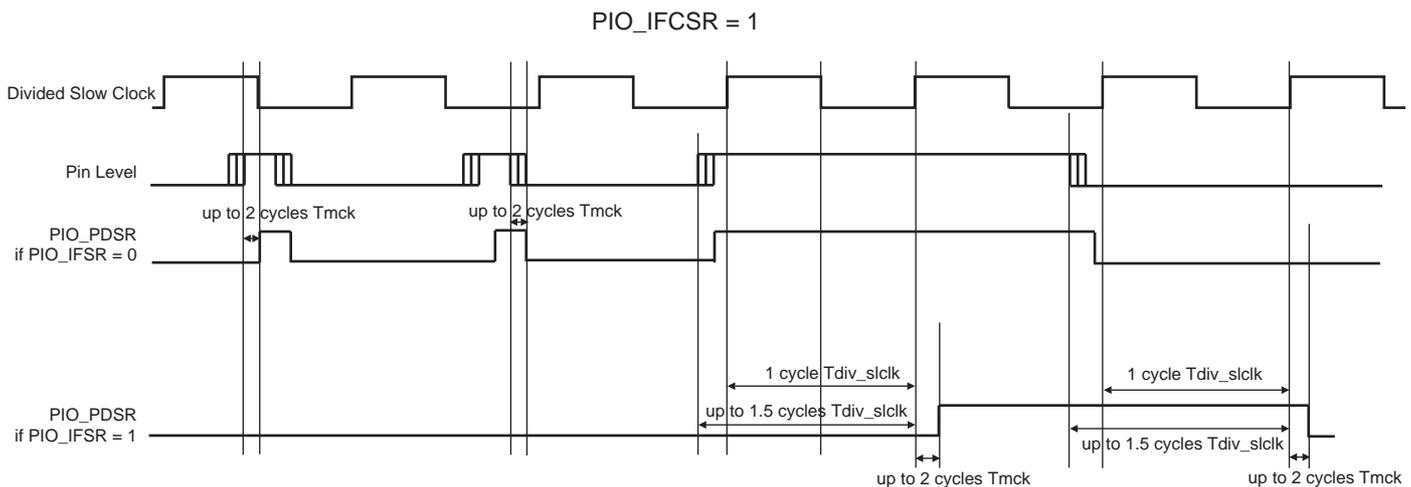 PIO_IFCSR = 1
Divided Slow Clock
Pin Level
up to 2 cycles Tmck
up to 2 cycles Tmck
PIO_PDSR
if PIO_IFSR = 0
1 cycle Tdiv_slclk
1 cycle Tdiv_slclk
PIO_PDSR
if PIO_IFSR = 1
up to 1.5 cycles Tdiv_slclk
up to 1.5 cycles Tdiv_slclk
up to 2 cycles Tmck
up to 2 cycles Tmck